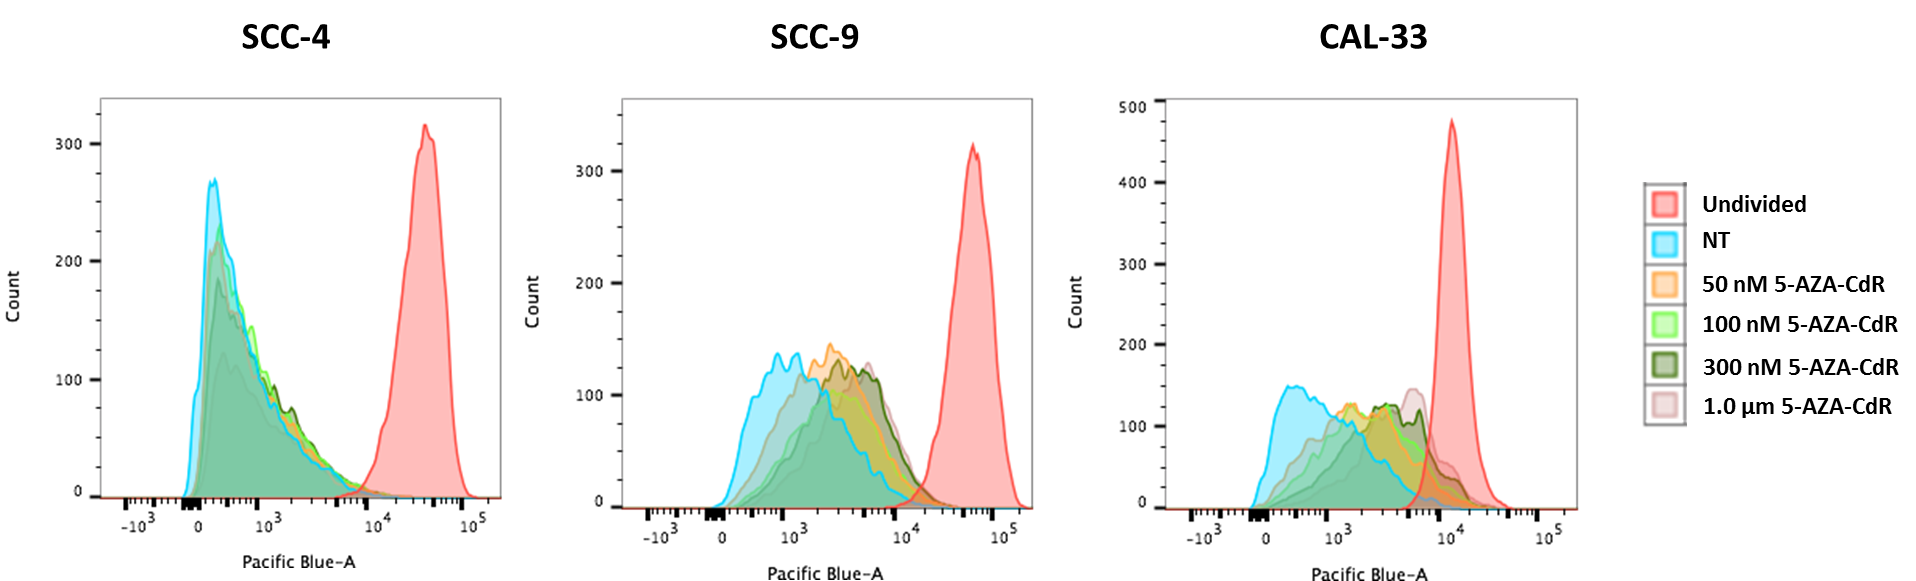 SCC-4
SCC-9
CAL-33
300
200
100
0
Count
-10³
0
10³
10⁴
10⁵
Pacific Blue-A
300
200
100
0
Count
-10³
0
10³
10⁴
10⁵
Pacific Blue-A
500
400
300
200
100
0
Count
-10³
0
10³
10⁴
10⁵
Pacific Blue-A
Undivided
NT
50 nM 5-AZA-CdR
100 nM 5-AZA-CdR
300 nM 5-AZA-CdR
1.0 µm 5-AZA-CdR